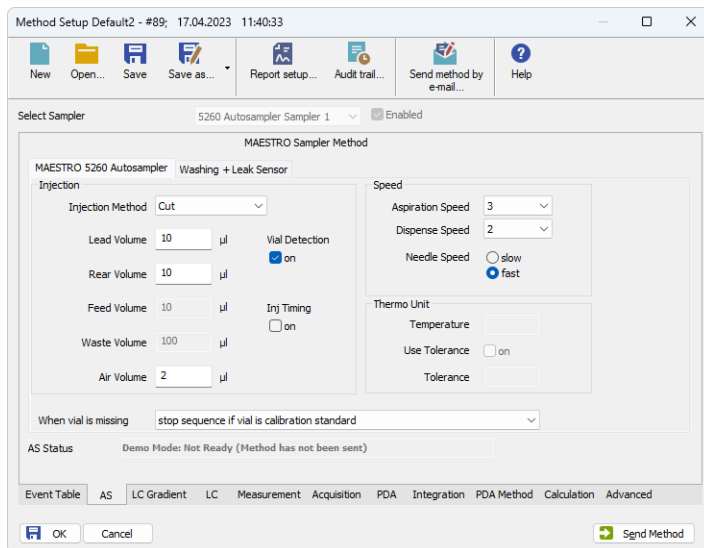 Method Setup Default2 - #89; 17.04.2023 11:40:33
New Open... Save Save as... Report setup... Audit trail... Send method by e-mail... Help
Select Sampler 5260 Autosampler Sampler 1 Enabled
MAESTRO Sampler Method
MAESTRO 5260 Autosampler Washing + Leak Sensor
Injection
Injection Method Cut
Lead Volume 10 µl Vial Detection
on
Rear Volume 10 µl
Feed Volume 10 µl Inj Timing
on
Waste Volume 100 µl
Air Volume 2 µl
Speed
Aspiration Speed 3
Dispense Speed 2
Needle Speed slow
fast
Thermo Unit
Temperature
Use Tolerance on
Tolerance
When vial is missing stop sequence if vial is calibration standard
AS Status Demo Mode: Not Ready (Method has not been sent)
Event Table AS LC Gradient LC Measurement Acquisition PDA Integration PDA Method Calculation Advanced
OK Cancel Send Method